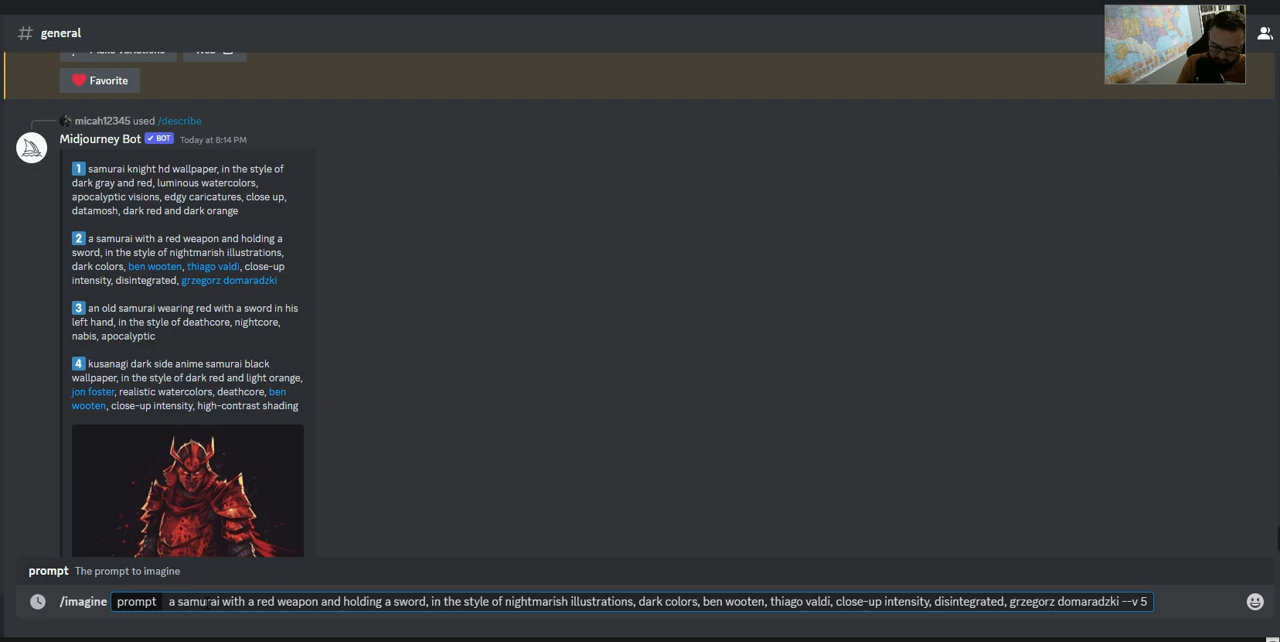 # general
Favorite
micah12345 used /describe
Midjourney Bot ✔ BOT Today at 8:14 PM
1 samurai knight hd wallpaper, in the style of
dark gray and red, luminous watercolors,
apocalyptic visions, edgy caricatures, close up,
datamosh, dark red and dark orange
2 a samurai with a red weapon and holding a
sword, in the style of nightmarish illustrations,
dark colors, ben wooten, thiago valdi, close-up
intensity, disintegrated, grzegorz domaradzki
3 an old samurai wearing red with a sword in his
left hand, in the style of deathcore, nightcore,
nabis, apocalyptic
4 kusanagi dark side anime samurai black
wallpaper, in the style of dark red and light orange,
jon foster, realistic watercolors, deathcore, ben
wooten, close-up intensity, high-contrast shading
prompt The prompt to imagine
/imagine prompt a samurai with a red weapon and holding a sword, in the style of nightmarish illustrations, dark colors, ben wooten, thiago valdi, close-up intensity, disintegrated, grzegorz domaradzki --v 5